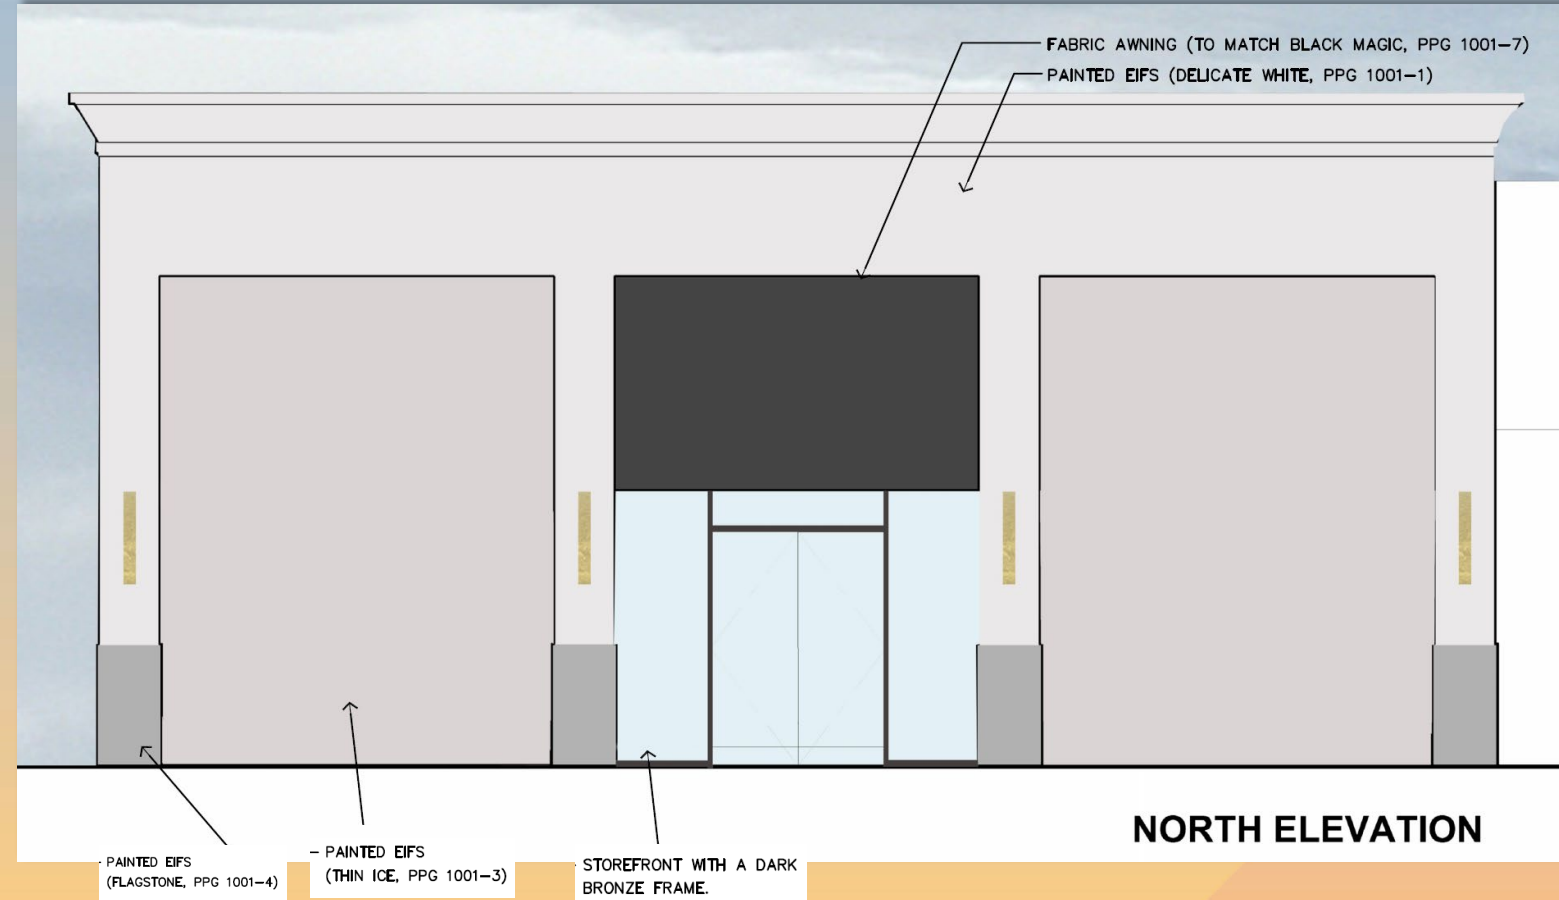 FABRIC AWNING (TO MATCH BLACK MAGIC, PPG 1001-7)
PAINTED EIFS (DELICATE WHITE, PPG 1001-1)
NORTH ELEVATION
- PAINTED EIFS
(FLAGSTONE, PPG 1001-4)
- PAINTED EIFS
(THIN ICE, PPG 1001-3)
- STOREFRONT WITH A DARK
BRONZE FRAME.